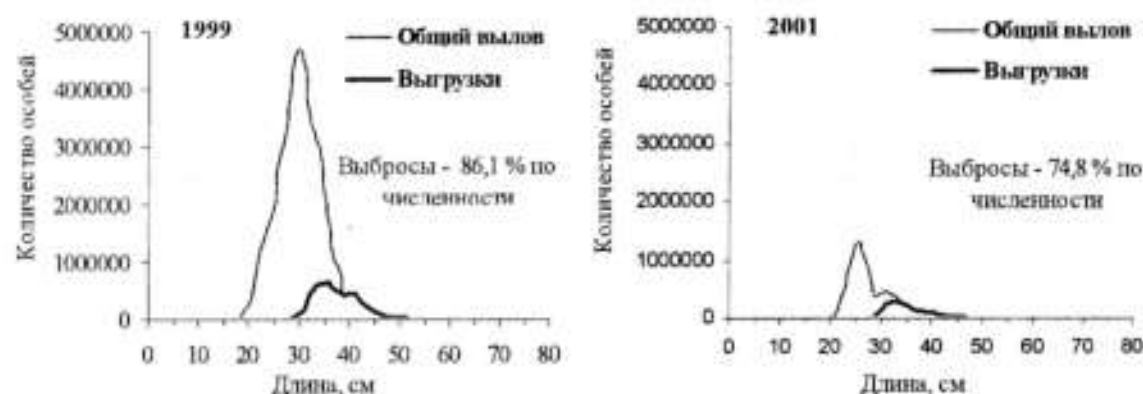 1999
Общий вылов
Выгрузки
Выбросы - 86,1 % по
численности
Количество особей
5000000
4000000
3000000
2000000
1000000
0
0 10 20 30 40 50 60 70 80
Длина, см
2001
Общий вылов
Выгрузки
Выбросы - 74,8 % по
численности
Количество особей
5000000
4000000
3000000
2000000
1000000
0
0 10 20 30 40 50 60 70 80
Длина, см